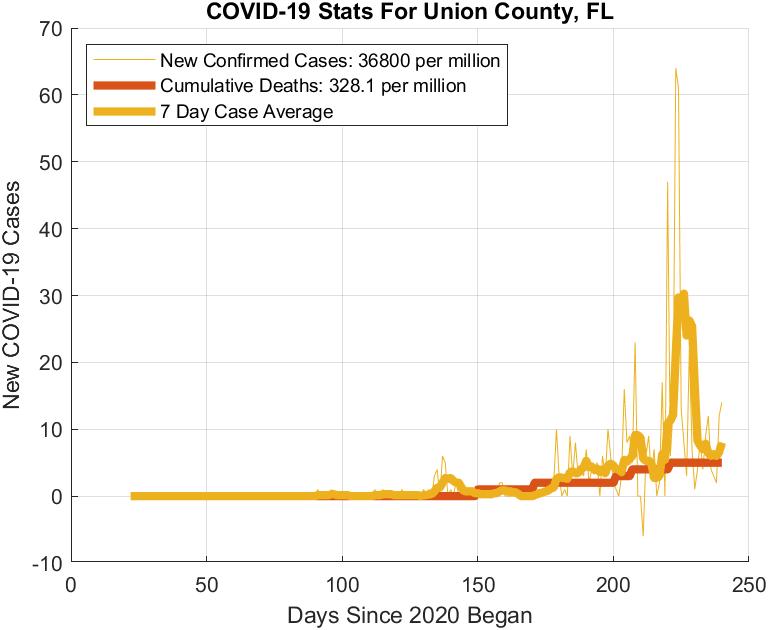 COVID-19 Stats For Union County, FL
New Confirmed Cases: 36800 per million
Cumulative Deaths: 328.1 per million
7 Day Case Average
New COVID-19 Cases
70
60
50
40
30
20
10
0
-10
0 50 100 150 200 250
Days Since 2020 Began